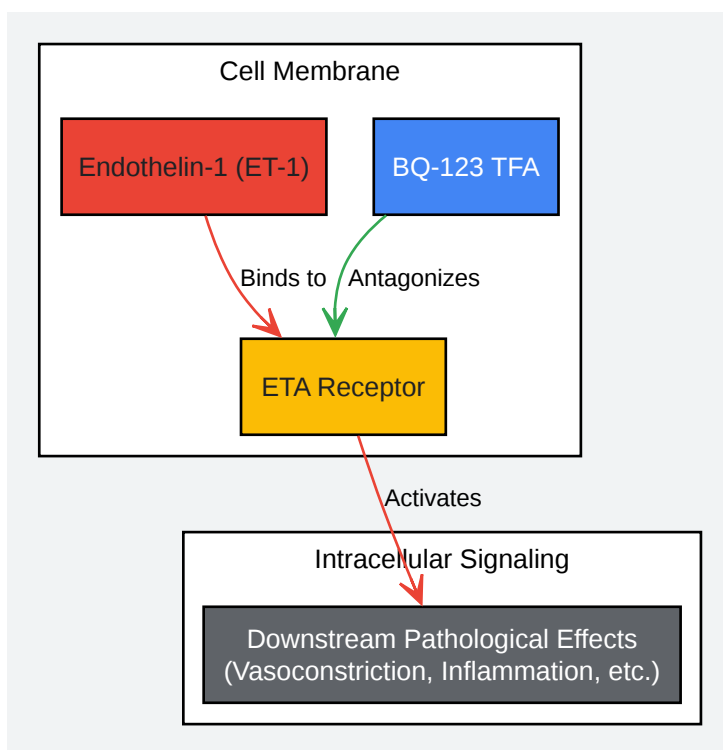 Cell Membrane
Endothelin-1 (ET-1)
BQ-123 TFA
Binds to
Antagonizes
ETA Receptor
Activates
Intracellular Signaling
Downstream Pathological Effects
(Vasoconstriction, Inflammation, etc.)